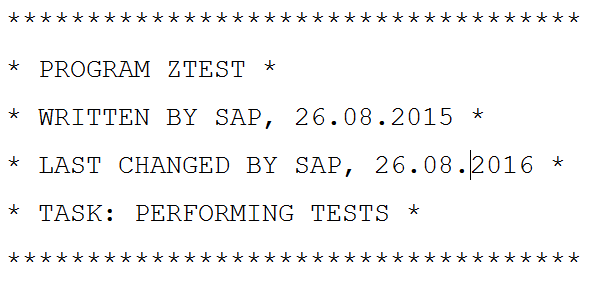 ************************************
* PROGRAM ZTEST *
* WRITTEN BY SAP, 26.08.2015 *
* LAST CHANGED BY SAP, 26.08.2016 *
* TASK: PERFORMING TESTS *
************************************